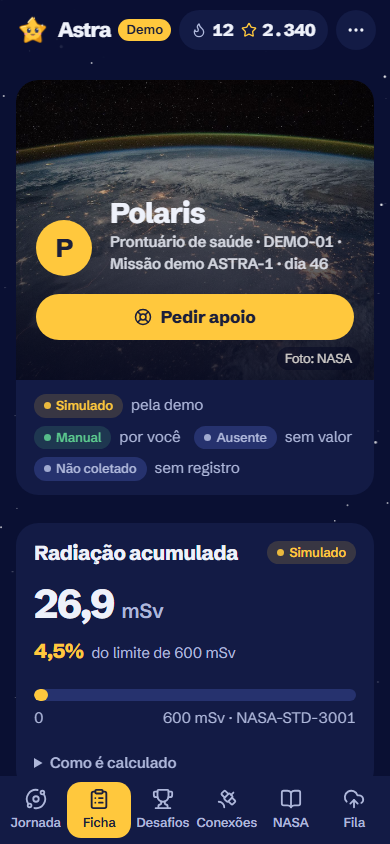 Astra Demo 12 2.340
Polaris
P
Prontuário de saúde · DEMO-01 ·
Missão demo ASTRA-1 · dia 46
Pedir apoio
Foto: NASA
Simulado pela demo
Manual por você Ausente sem valor
Não coletado sem registro
Radiação acumulada Simulado
26,9 mSv
4,5% do limite de 600 mSv
0 600 mSv · NASA-STD-3001
Como é calculado
Jornada Ficha Desafios Conexões NASA Fila